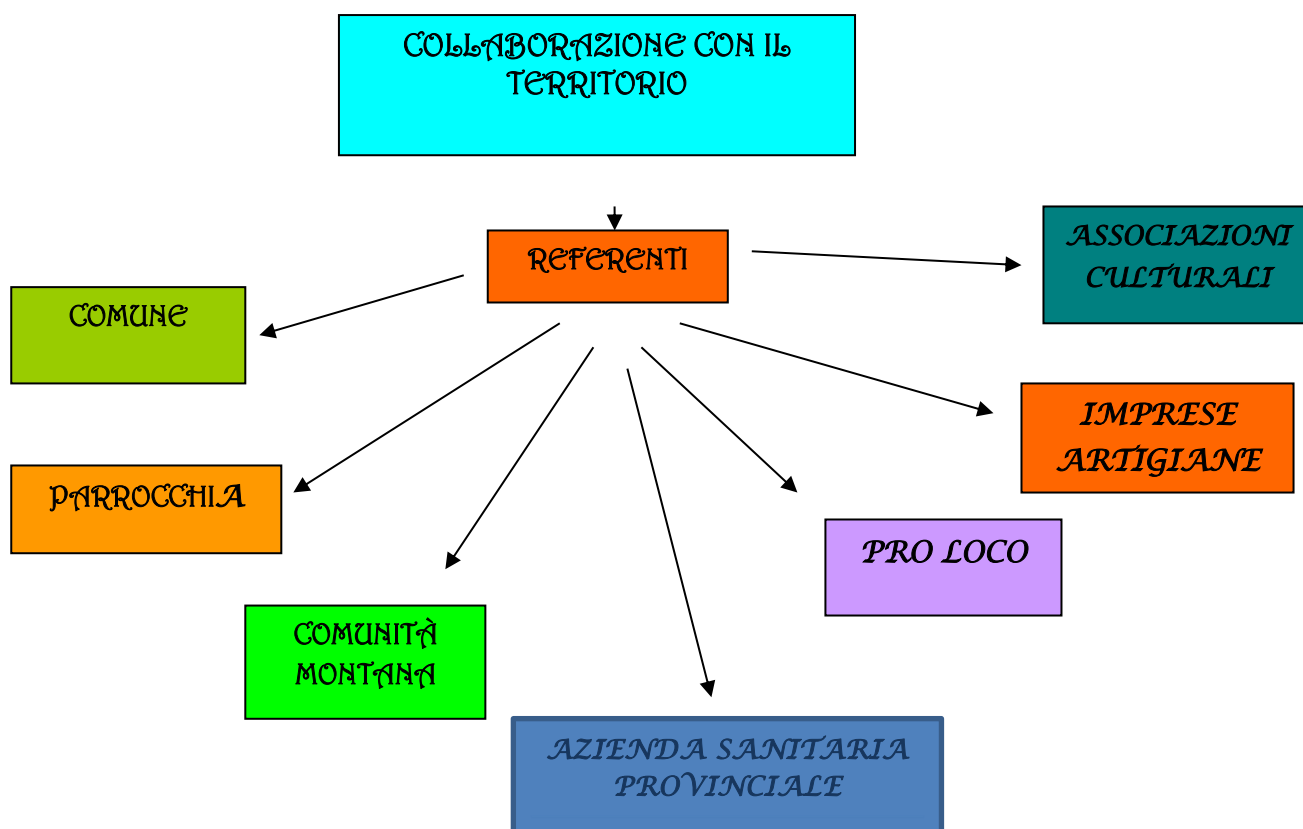 COLLABORAZIONE CON IL
TERRITORIO
REFERENTI
ASSOCIAZIONI
CULTURALI
COMUNE
IMPRESE
ARTIGIANE
PARROCCHIA
PRO LOCO
COMUNITÀ
MONTANA
AZIENDA SANITARIA
PROVINCIALE